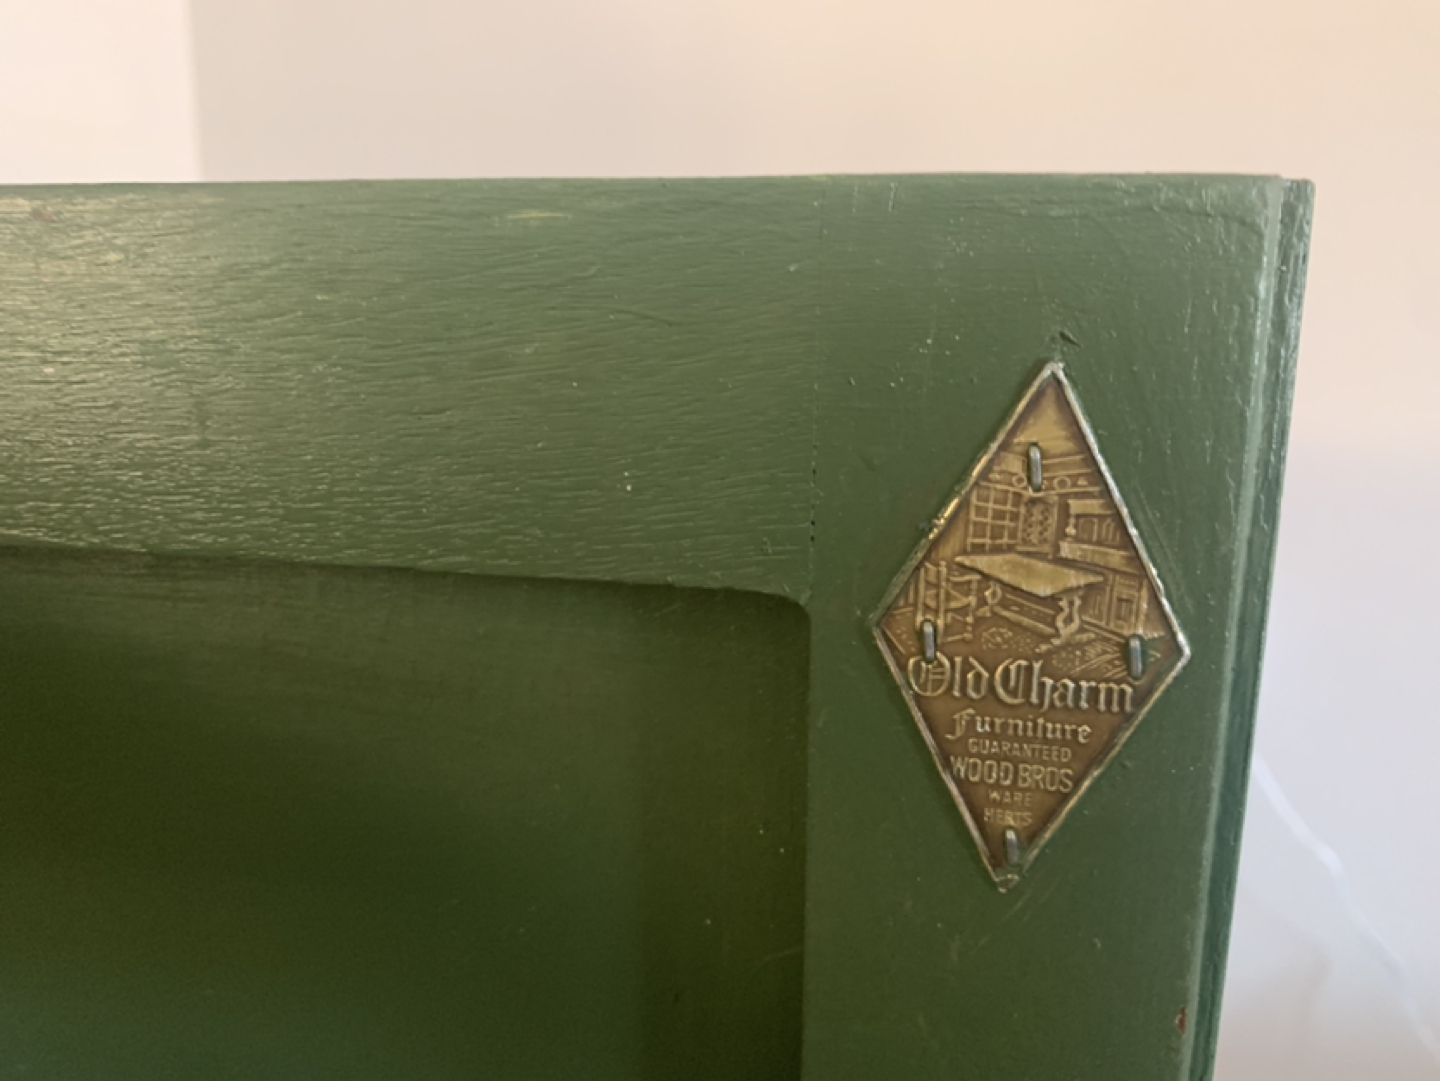 Old Charm
Furniture
GUARANTEED
WOOD BROS
WARE
HERTS